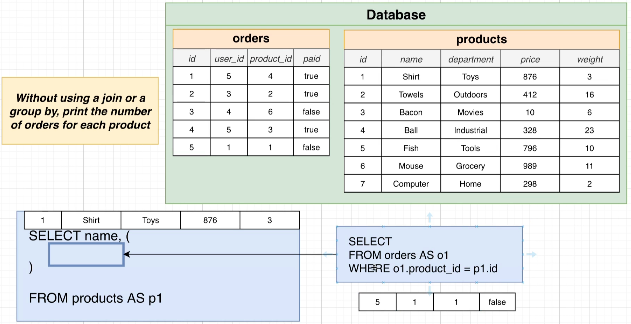 Database
orders
id user_id product_id paid
1 5 4 true
2 3 2 true
3 4 6 false
4 5 3 true
5 1 1 false
products
id name department price weight
1 Shirt Toys 876 3
2 Towels Outdoors 412 16
3 Bacon Movies 10 6
4 Ball Industrial 328 23
5 Fish Tools 796 10
6 Mouse Grocery 989 11
7 Computer Home 298 2
Without using a join or a
group by, print the number
of orders for each product
1 Shirt Toys 876 3
SELECT name, (
)
FROM products AS p1
SELECT
FROM orders AS o1
WHERE o1.product_id = p1.id
5 1 1 false